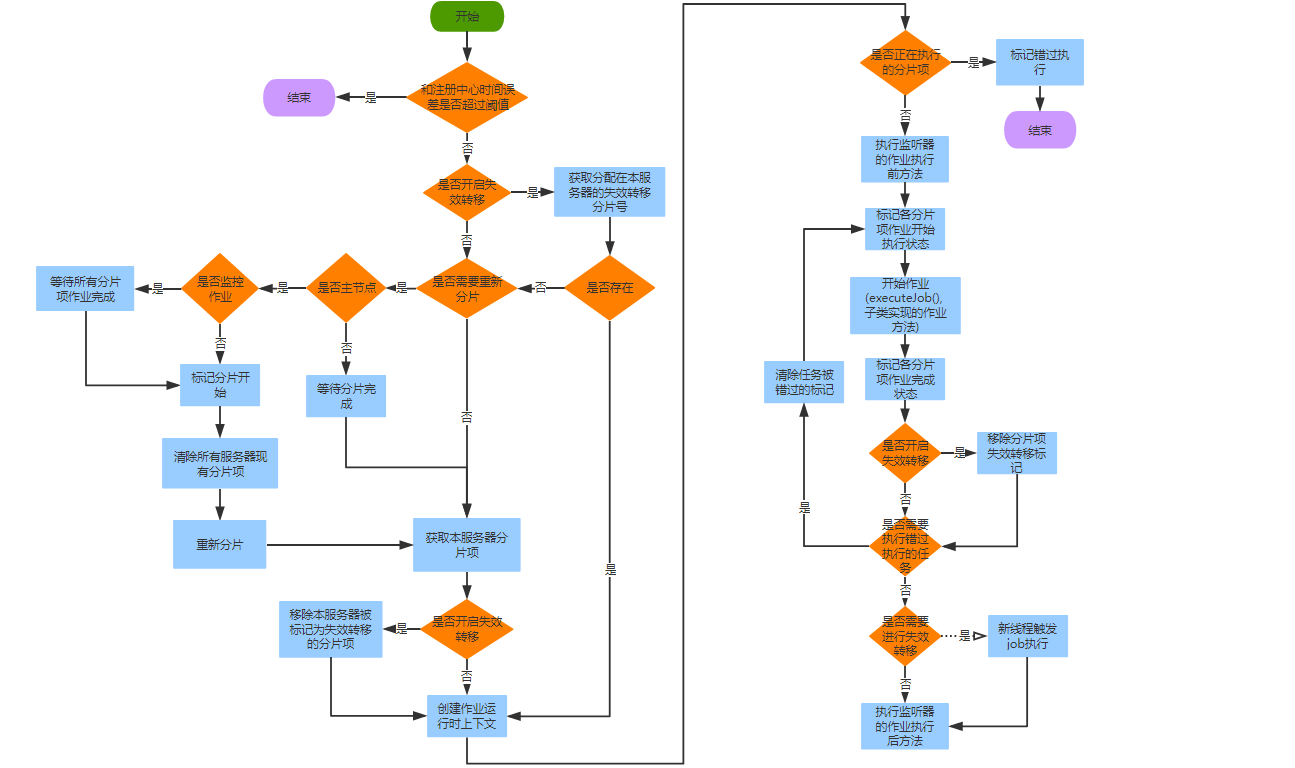 开始
和注册中心时间误
差是否超过阈值
是
结束
否
是否开启失
效转移
是
获取分配在本服
务器的失效转移
分片号
否
是否存在
否
是
是否需要重新
分片
是
否
是否主节点
是
否
是否监控
作业
是
否
等待所有分片
项作业完成
标记分片开
始
等待分片完
成
清除所有服务器现
有分片项
重新分片
获取本服务器分
片项
是否开启失效
转移
是
移除本服务器被
标记为失效转移
的分片项
否
创建作业运
行时上下文
是否正在执行
的分片项
是
标记错过执
行
结束
否
执行监听器
的作业执行
前方法
标记各分片
项作业开始
执行状态
开始作业
(executeJob(),
子类实现的作业
方法)
标记各分片
项作业完成
状态
清除任务被
错过的标记
是否开启
失效转移
是
移除分片项
失效转移标
记
否
是否需要
执行错过
执行的任
务
是
否
是否需要
进行失效
转移
是
新线程触发
job执行
否
执行监听器
的作业执行
后方法